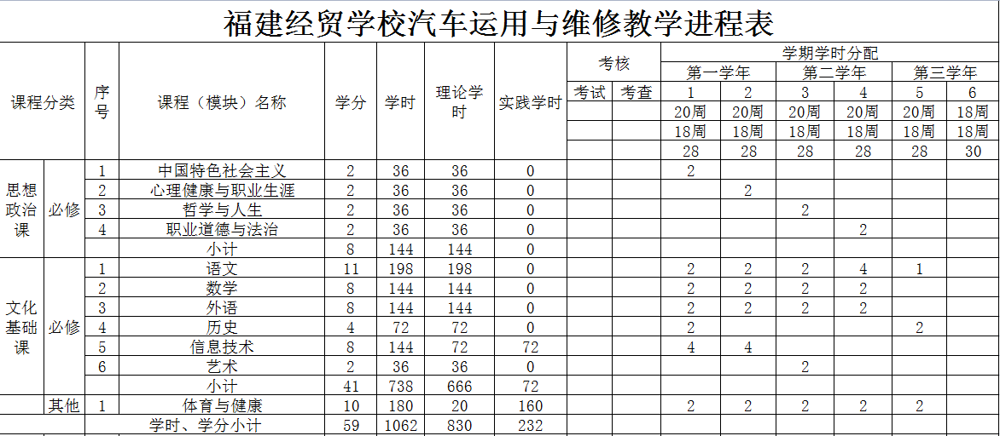 福建经贸学校汽车运用与维修教学进程表
课程分类 序号 课程（模块）名称 学分 学时 理论学时 实践学时 考核 学期学时分配
第一学年 第二学年 第三学年
考试 考查 1 2 3 4 5 6
20周 20周 20周 20周 20周 18周
18周 18周 18周 18周 18周 18周
28 28 28 28 28 30
思想政治课 必修 1 中国特色社会主义 2 36 36 0 2
2 心理健康与职业生涯 2 36 36 0 2
3 哲学与人生 2 36 36 0 2
4 职业道德与法治 2 36 36 0 2
小计 8 144 144 0
文化基础课 必修 1 语文 11 198 198 0 2 2 2 4 1
2 数学 8 144 144 0 2 2 2 2
3 外语 8 144 144 0 2 2 2 2
4 历史 4 72 72 0 2 2
5 信息技术 8 144 72 72 4 4
6 艺术 2 36 36 0 2
小计 41 738 666 72
其他 1 体育与健康 10 180 20 160 2 2 2 2 2
学时、学分小计 59 1062 830 232